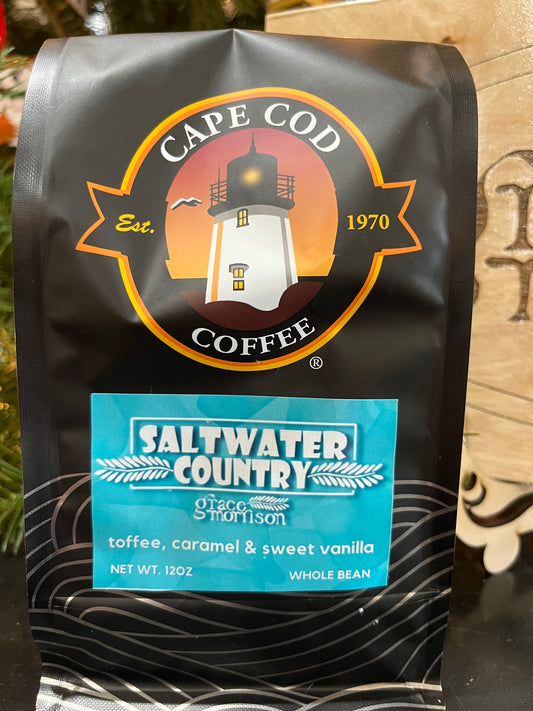 CAPE COD
Est. 1970
COFFEE
®
SALTWATER
COUNTRY
grace
morrison
toffee, caramel & sweet vanilla
NET WT. 12OZ WHOLE BEAN